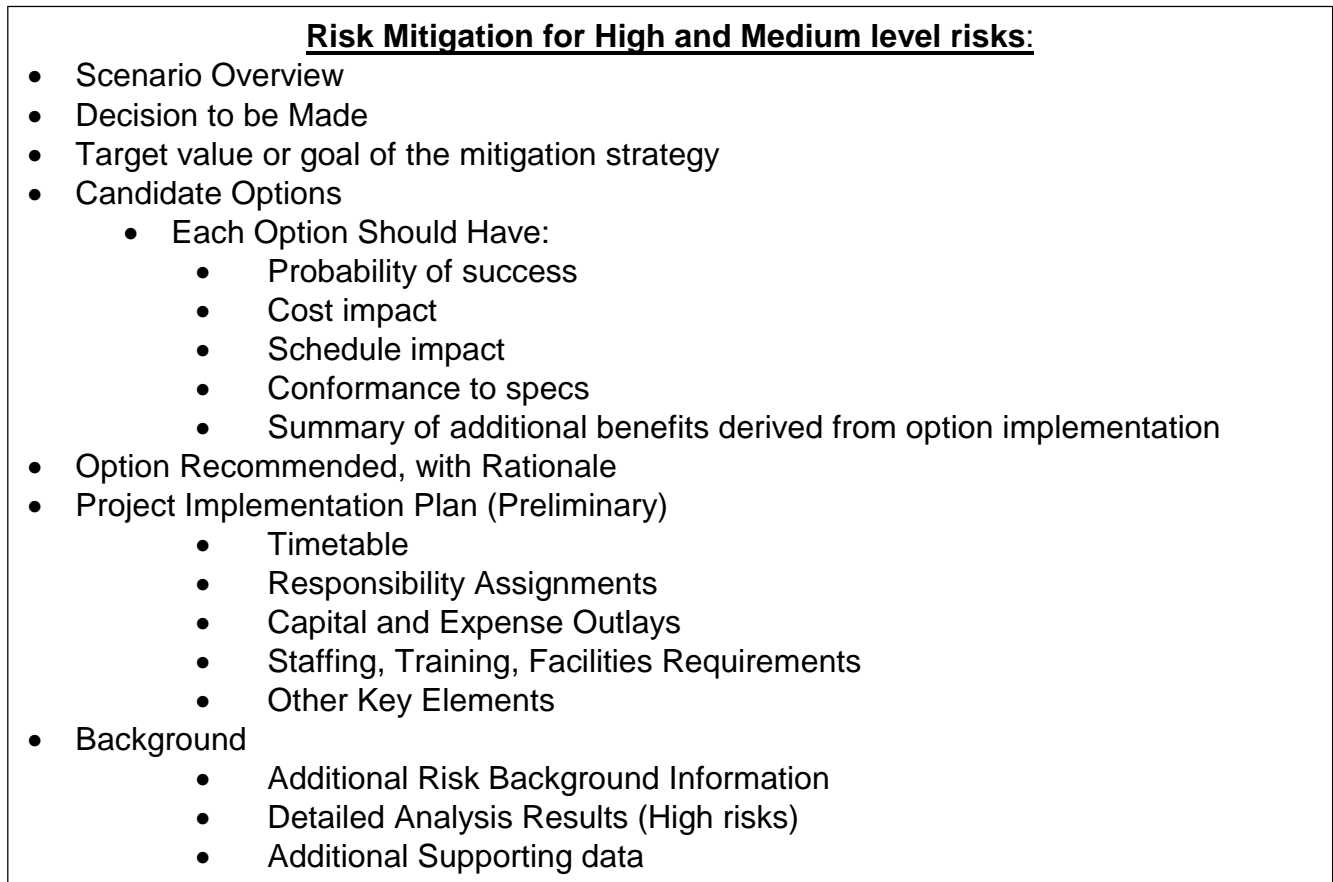 Risk Mitigation for High and Medium level risks:
• Scenario Overview
• Decision to be Made
• Target value or goal of the mitigation strategy
• Candidate Options
• Each Option Should Have:
• Probability of success
• Cost impact
• Schedule impact
• Conformance to specs
• Summary of additional benefits derived from option implementation
• Option Recommended, with Rationale
• Project Implementation Plan (Preliminary)
• Timetable
• Responsibility Assignments
• Capital and Expense Outlays
• Staffing, Training, Facilities Requirements
• Other Key Elements
• Background
• Additional Risk Background Information
• Detailed Analysis Results (High risks)
• Additional Supporting data